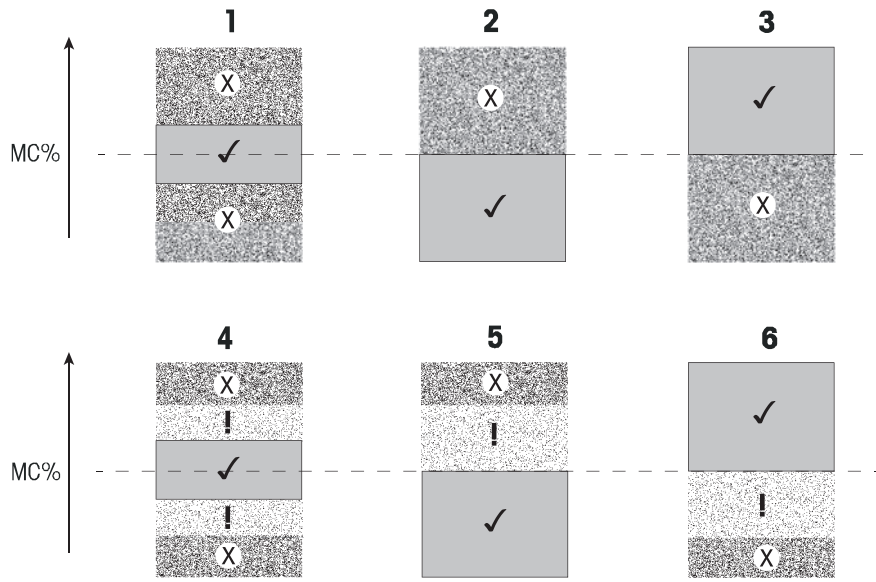 1 2 3
X X ✓
MC% ✓
X ✓ X
4 5 6
X X ✓
! !
MC% ✓
! ✓ !
X X